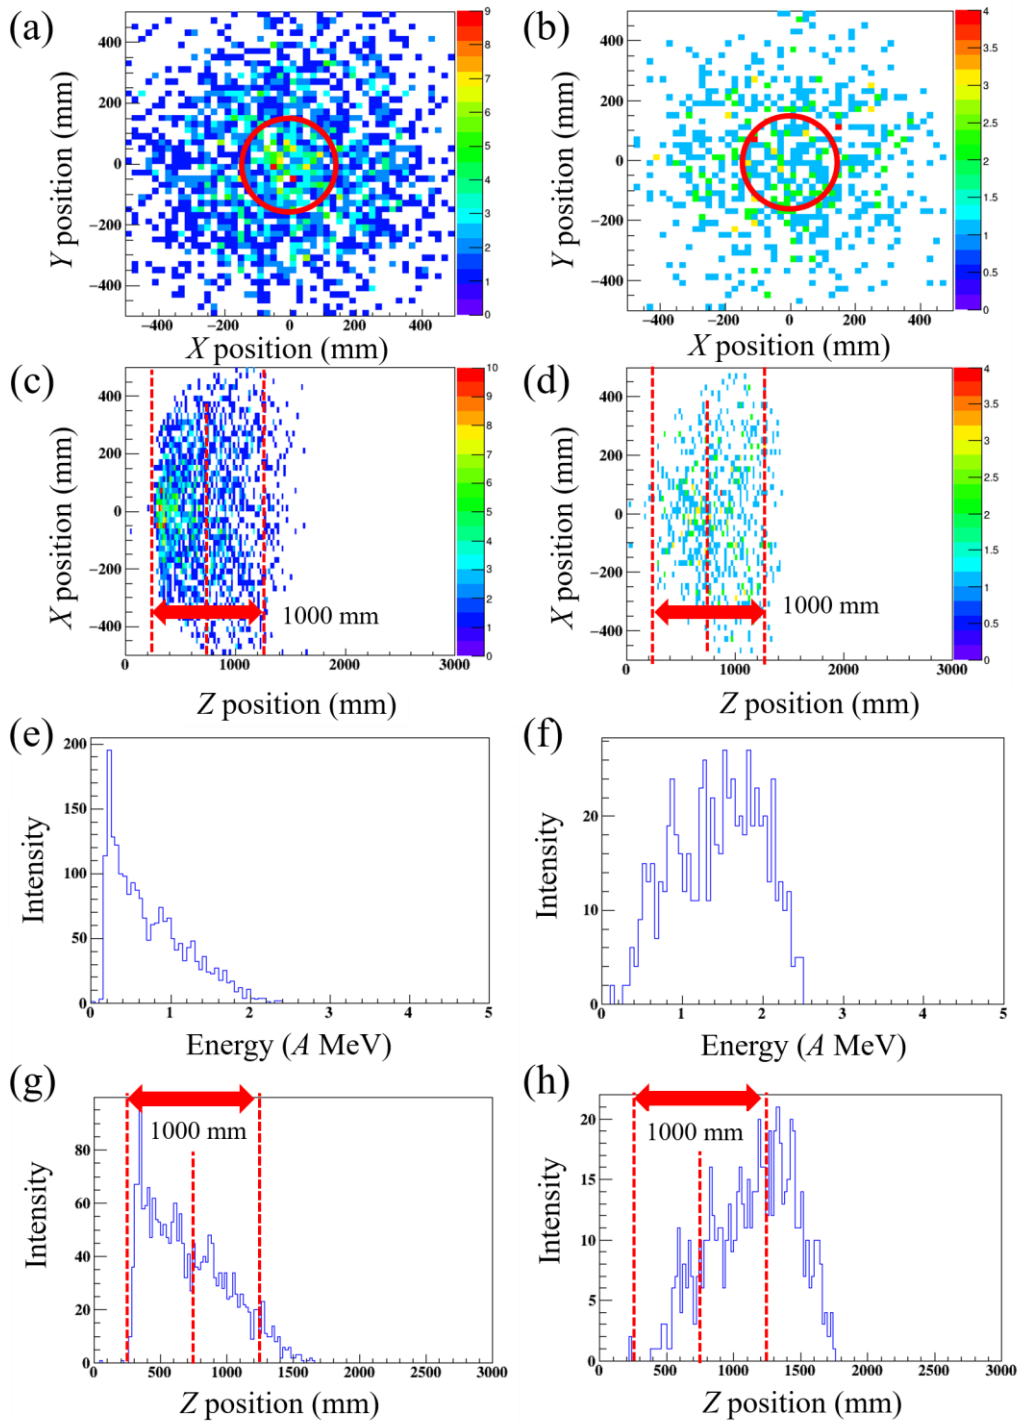 (a)
400
200
0
−200
−400
Y position (mm)
−400 −200 0 200 400
X position (mm)
9
8
7
6
5
4
3
2
1
0
(b)
400
200
0
−200
−400
Y position (mm)
−400 −200 0 200 400
X position (mm)
4
3.5
3
2.5
2
1.5
1
0.5
0
(c)
400
200
0
−200
−400
X position (mm)
1000 mm
0 1000 2000 3000
Z position (mm)
10
9
8
7
6
5
4
3
2
1
0
(d)
400
200
0
−200
−400
X position (mm)
1000 mm
0 1000 2000 3000
Z position (mm)
4
3.5
3
2.5
2
1.5
1
0.5
0
(e)
200
150
100
50
0
Intensity
0 1 2 3 4 5
Energy (A MeV)
(f)
20
10
0
Intensity
0 1 2 3 4 5
Energy (A MeV)
(g)
80
60
40
20
0
Intensity
1000 mm
0 500 1000 1500 2000 2500 3000
Z position (mm)
(h)
20
15
10
5
0
Intensity
1000 mm
0 500 1000 1500 2000 2500 3000
Z position (mm)